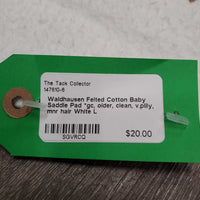 The Tack Collector
147610-6
Waldhausen Felted Cotton Baby
Saddle Pad *gc, older, clean, v.pilly,
mnr hair White L
SGVRCQ
$20.00